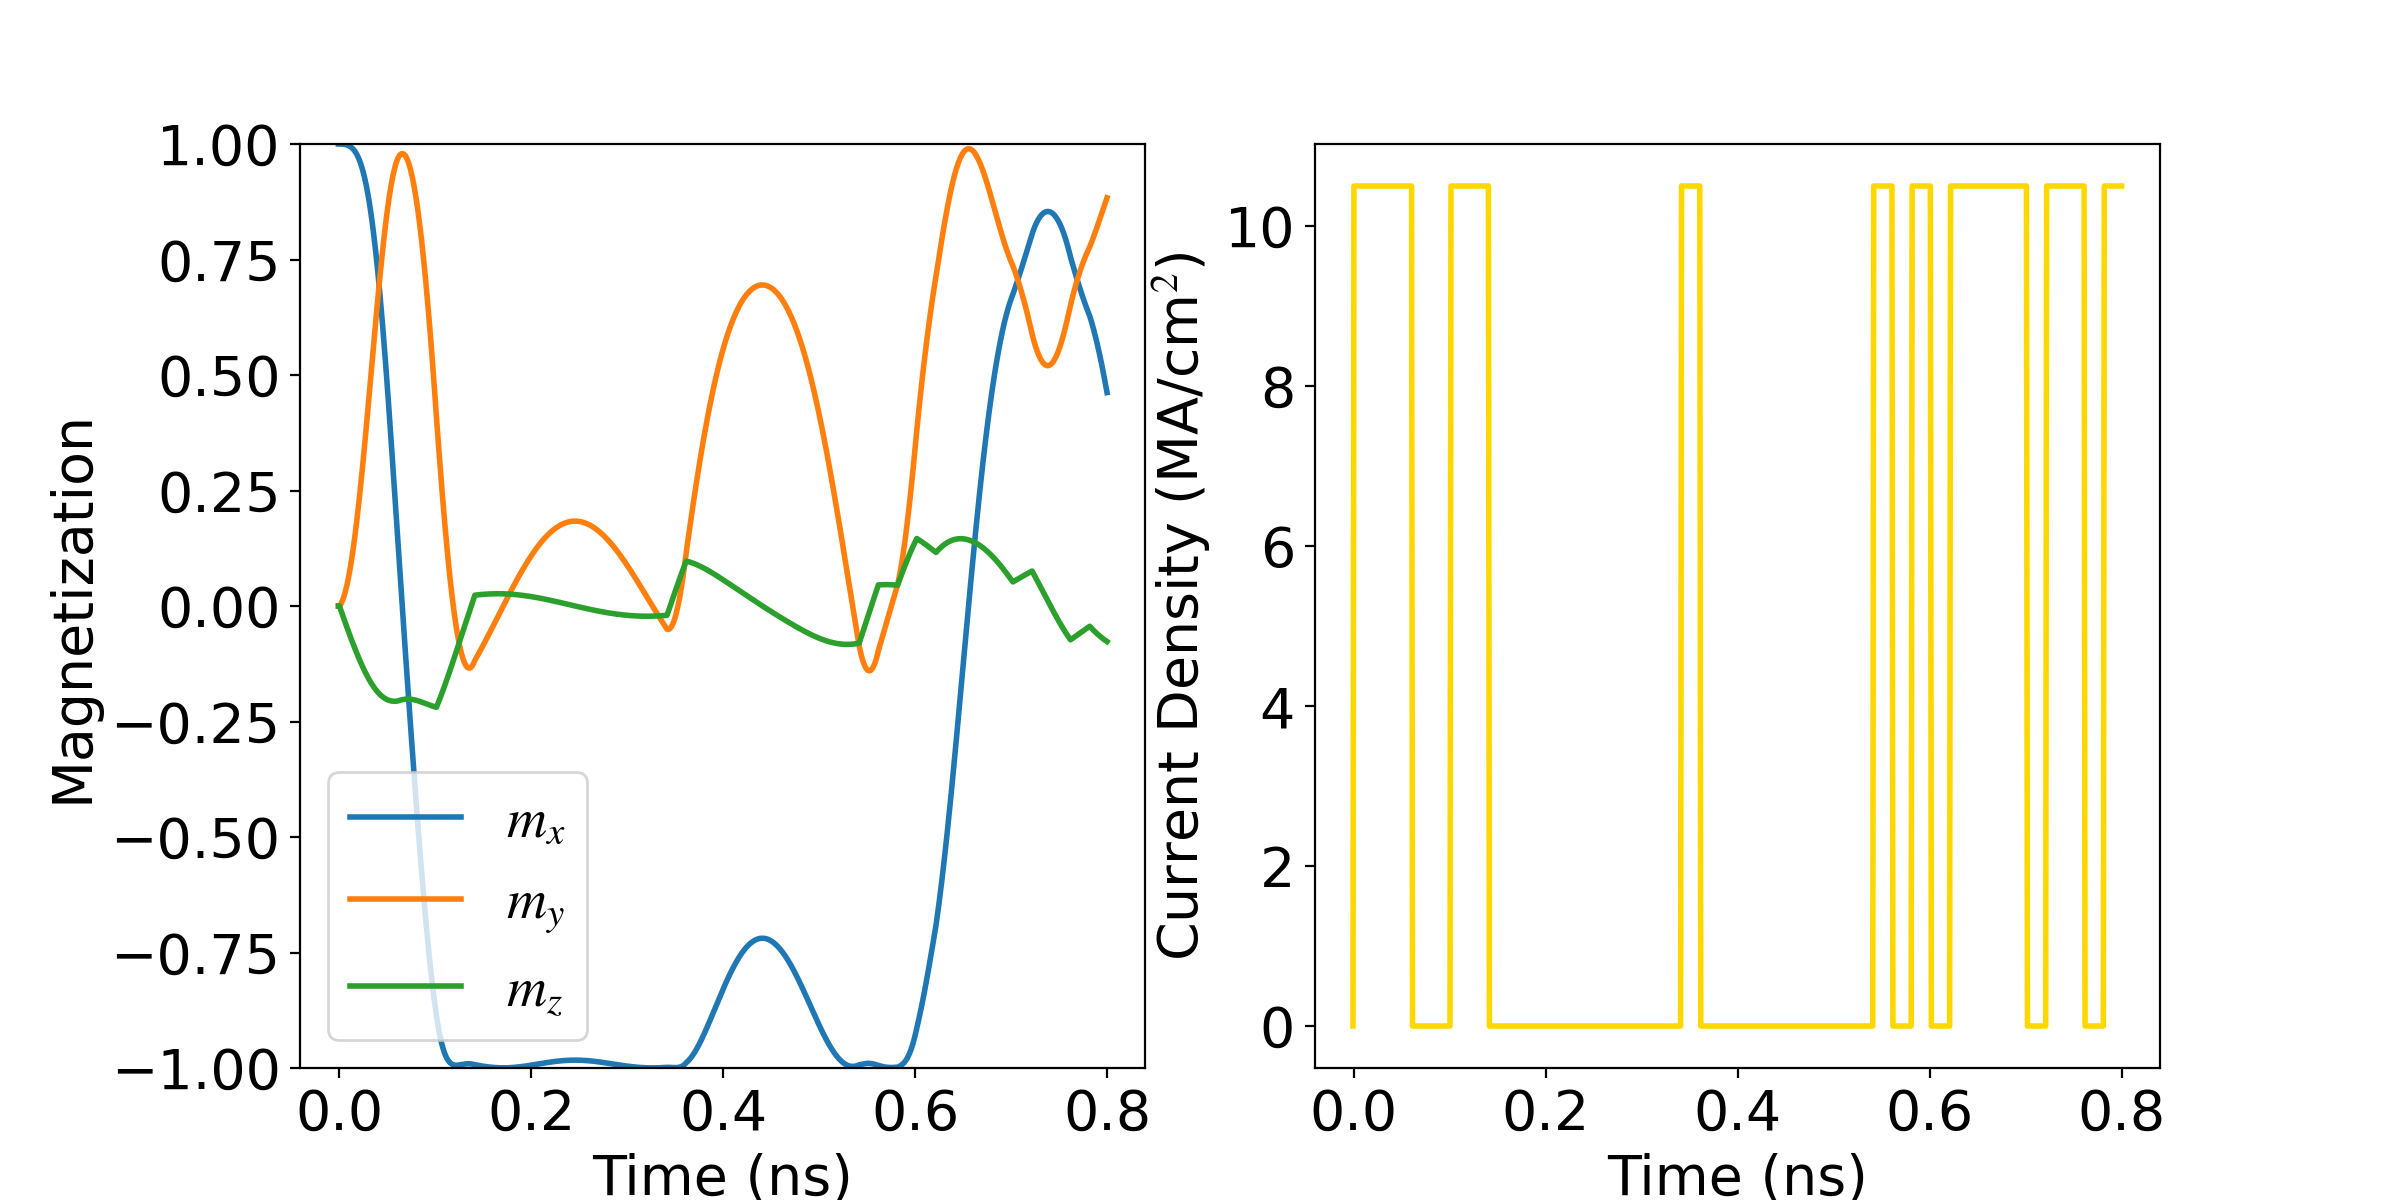 1.00
0.75
0.50
0.25
0.00
−0.25
−0.50
−0.75
−1.00
Magnetization
m_x
m_y
m_z
0.0 0.2 0.4 0.6 0.8
Time (ns)
10
8
6
4
2
0
Current Density (MA/cm²)
0.0 0.2 0.4 0.6 0.8
Time (ns)